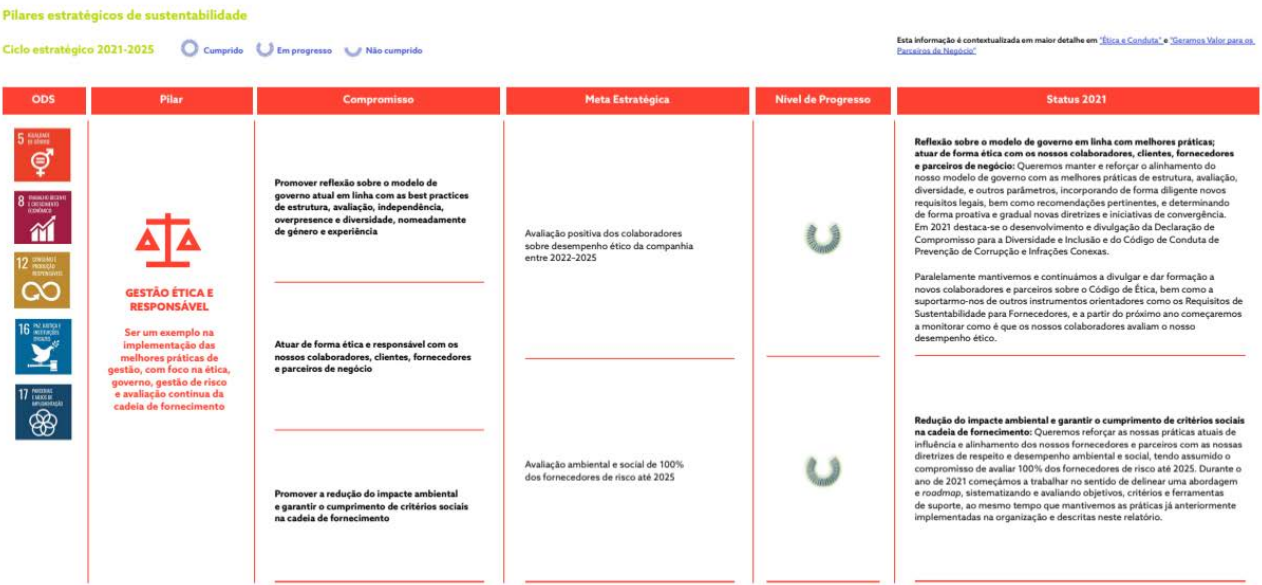 Pilares estratégicos de sustentabilidade
Ciclo estratégico 2021-2025
Cumprido
Em progresso
Não cumprido
Esta informação é contextualizada em maior detalhe em "Ética e Conduta" e "Geramos Valor para os
Parceiros de Negócio"
ODS
Pilar
Compromisso
Meta Estratégica
Nível de Progresso
Status 2021
5 IGUALDADE
DE GÉNERO
8 TRABALHO DIGNO
E CRESCIMENTO
ECONÓMICO
12
16
17
GESTÃO ÉTICA E
RESPONSÁVEL
Ser um exemplo na
implementação das
melhores práticas de
gestão, com foco na ética,
governo, gestão de risco
e avaliação contínua da
cadeia de fornecimento
Promover reflexão sobre o modelo de
governo atual em linha com as best practices
de estrutura, avaliação, independência,
overpresence e diversidade, nomeadamente
de género e experiência
Atuar de forma ética e responsável com os
nossos colaboradores, clientes, fornecedores
e parceiros de negócio
Promover a redução do impacte ambiental
e garantir o cumprimento de critérios sociais
na cadeia de fornecimento
Avaliação positiva dos colaboradores
sobre desempenho ético da companhia
entre 2022-2025
Avaliação ambiental e social de 100%
dos fornecedores de risco até 2025
Reflexão sobre o modelo de governo em linha com melhores práticas;
atuar de forma ética com os nossos colaboradores, clientes, fornecedores
e parceiros de negócio: Queremos manter e reforçar o alinhamento do
nosso modelo de governo com as melhores práticas de estrutura, avaliação,
diversidade, e outros parâmetros, incorporando de forma diligente novos
requisitos legais, bem como recomendações pertinentes, e determinando
de forma proativa e gradual novas diretrizes e iniciativas de convergência.
Em 2021 destaca-se o desenvolvimento e divulgação da Declaração de
Compromisso para a Diversidade e Inclusão e do Código de Conduta de
Prevenção de Corrupção e Infrações Conexas.
Paralelamente mantivemos e continuámos a divulgar e dar formação a
novos colaboradores e parceiros sobre o Código de Ética, bem como a
suportarmo-nos de outros instrumentos orientadores como os Requisitos de
Sustentabilidade para Fornecedores, e a partir do próximo ano começaremos
a monitorar como é que os nossos colaboradores avaliam o nosso
desempenho ético.
Redução do impacte ambiental e garantir o cumprimento de critérios sociais
na cadeia de fornecimento: Queremos reforçar as nossas práticas atuais de
influência e alinhamento dos nossos fornecedores e parceiros com as nossas
diretrizes de respeito e desempenho ambiental e social, tendo assumido o
compromisso de avaliar 100% dos fornecedores de risco até 2025. Durante o
ano de 2021 começámos a trabalhar no sentido de delinear uma abordagem
e roadmap, sistematizando e avaliando objetivos, critérios e ferramentas
de suporte, ao mesmo tempo que mantivemos as práticas já anteriormente
implementadas na organização e descritas neste relatório.